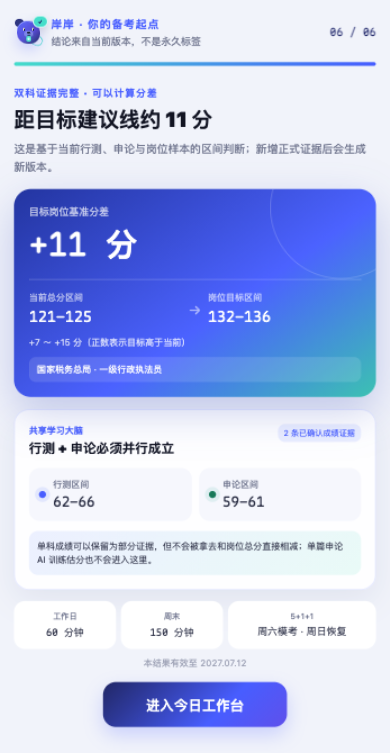 岸岸 · 你的备考起点
结论来自当前版本，不是永久标签
06 / 06
双科证据完整 · 可以计算分差
距目标建议线约 11 分
这是基于当前行测、申论与岗位样本的区间判断；新增正式证据后会生成
新版本。
目标岗位基准分差
+11 分
当前总分区间
121–125
→
岗位目标区间
132–136
+7 ～ +15 分（正数表示目标高于当前）
国家税务总局 · 一级行政执法员
共享学习大脑
行测 + 申论必须并行成立
2 条已确认成绩证据
行测区间
62–66
申论区间
59–61
单科成绩可以保留为部分证据，但不会被拿去和岗位总分直接相减；单篇申论
AI 训练估分也不会进入这里。
工作日
60 分钟
周末
150 分钟
5+1+1
周六模考 · 周日恢复
本结果有效至 2027.07.12
进入今日工作台